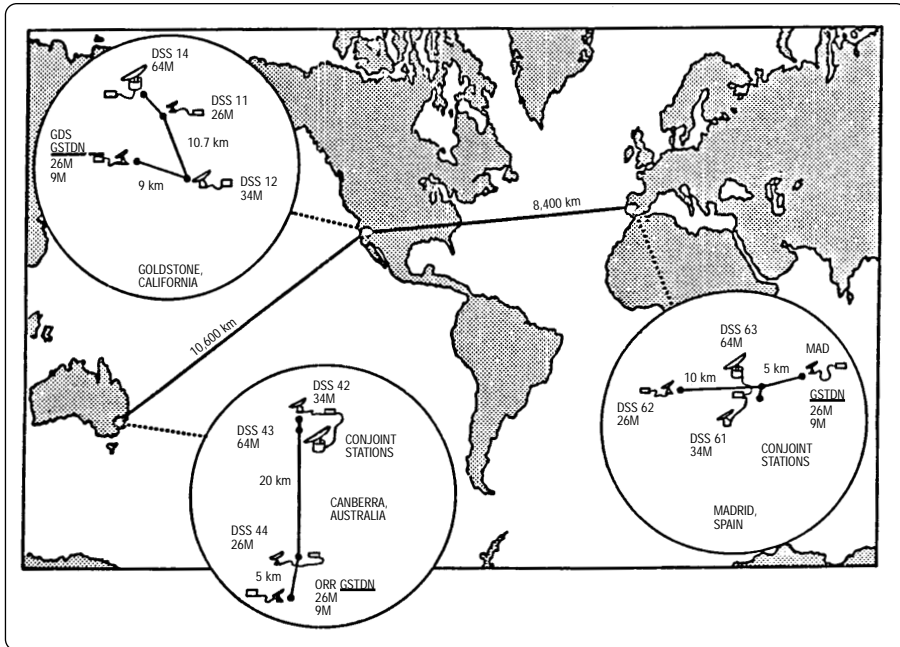 DSS 14
64M
DSS 11
26M
10.7 km
GDS
GSTDN
26M
9M
9 km
DSS 12
34M
GOLDSTONE,
CALIFORNIA
8,400 km
10,600 km
DSS 42
34M
DSS 43
64M
CONJOINT
STATIONS
20 km
CANBERRA,
AUSTRALIA
DSS 44
26M
5 km
ORR GSTDN
26M
9M
DSS 63
64M
MAD
10 km
5 km
GSTDN
26M
9M
DSS 62
26M
DSS 61
34M
CONJOINT
STATIONS
MADRID,
SPAIN